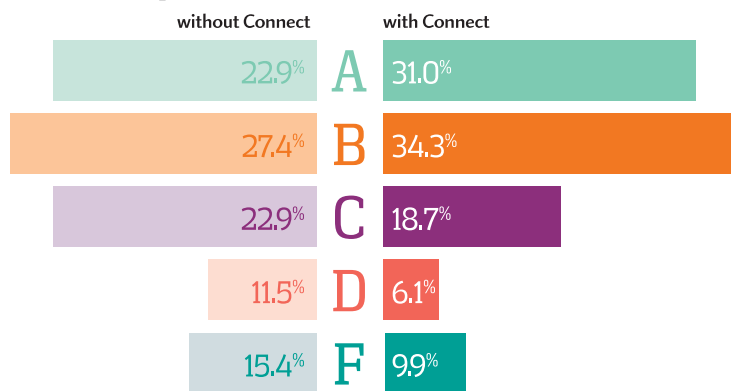 without Connect with Connect
22.9% A 31.0%
27.4% B 34.3%
22.9% C 18.7%
11.5% D 6.1%
15.4% F 9.9%